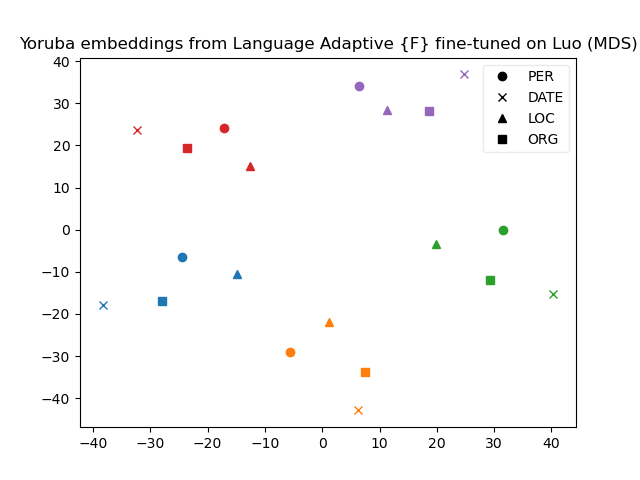 Yoruba embeddings from Language Adaptive {F} fine-tuned on Luo (MDS)
40
30
20
10
0
−10
−20
−30
−40
−40 −30 −20 −10 0 10 20 30 40
PER
DATE
LOC
ORG